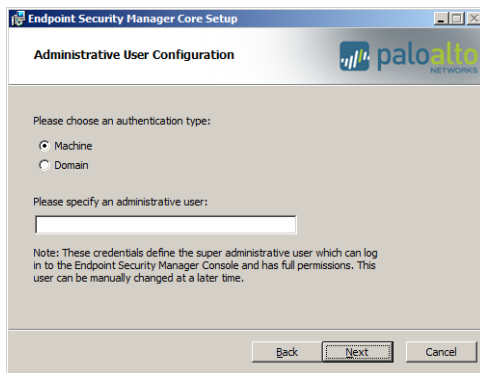 Endpoint Security Manager Core Setup
Administrative User Configuration
paloalto
NETWORKS
Please choose an authentication type:
Machine
Domain
Please specify an administrative user:
Note: These credentials define the super administrative user which can log
in to the Endpoint Security Manager Console and has full permissions. This
user can be manually changed at a later time.
Back Next Cancel